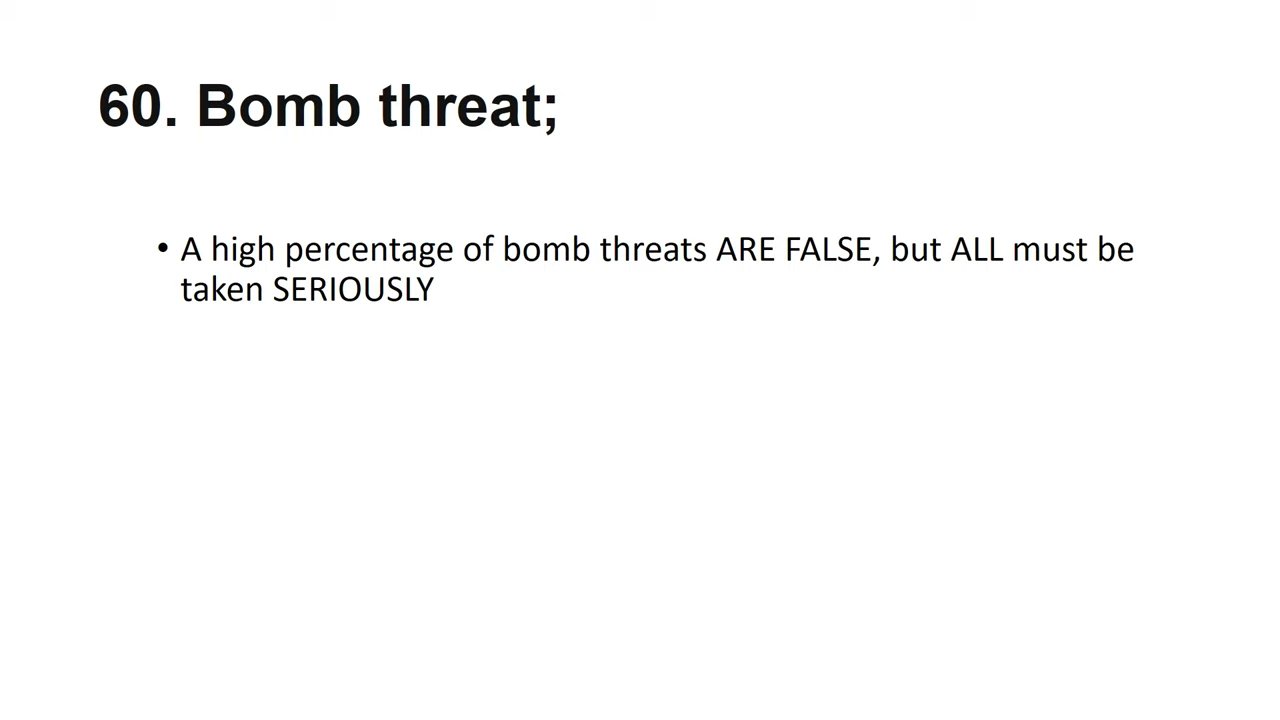 60. Bomb threat;
• A high percentage of bomb threats ARE FALSE, but ALL must be
taken SERIOUSLY